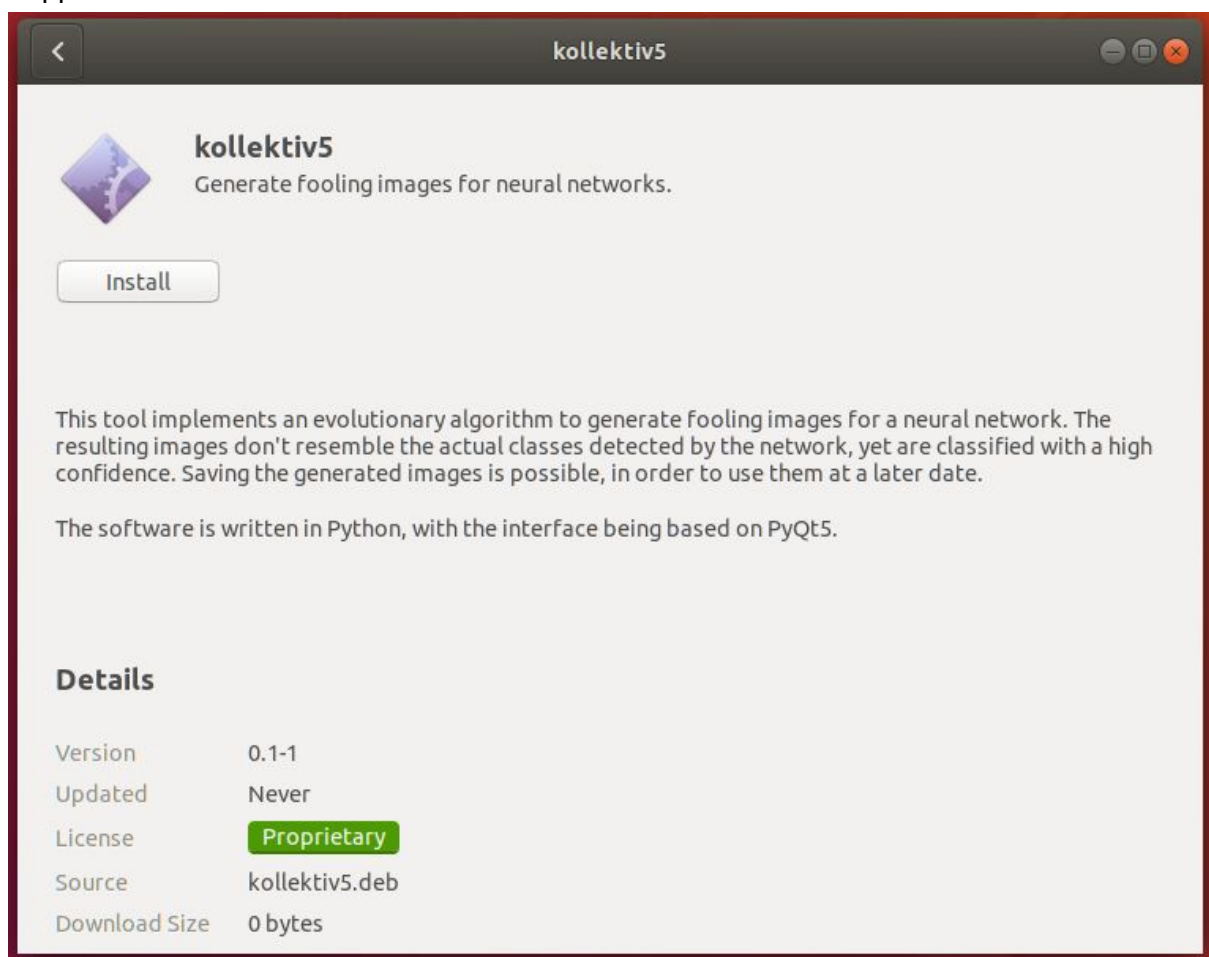 kollektiv5
kollektiv5
Generate fooling images for neural networks.
Install
This tool implements an evolutionary algorithm to generate fooling images for a neural network. The
resulting images don't resemble the actual classes detected by the network, yet are classified with a high
confidence. Saving the generated images is possible, in order to use them at a later date.
The software is written in Python, with the interface being based on PyQt5.
Details
Version 0.1-1
Updated Never
License Proprietary
Source kollektiv5.deb
Download Size 0 bytes